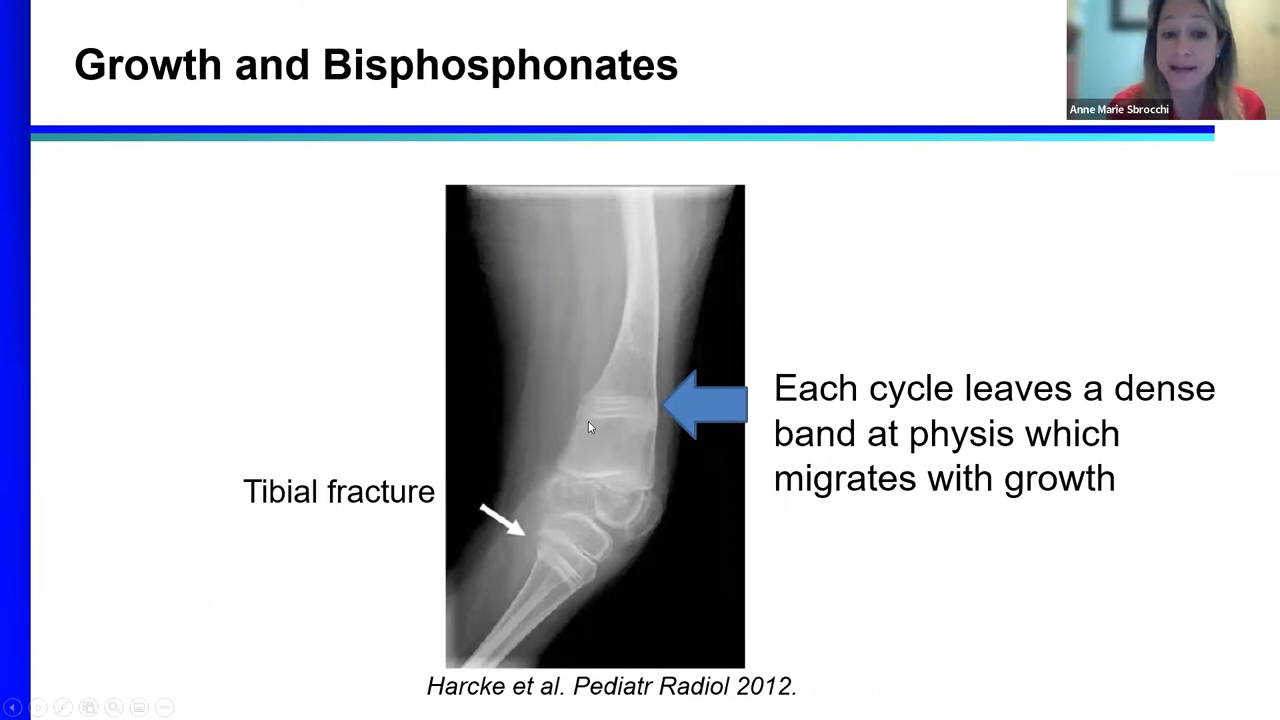 Growth and Bisphosphonates
Anne Marie Sbrocchi
Each cycle leaves a dense
band at physis which
migrates with growth
Tibial fracture
Harcke et al. Pediatr Radiol 2012.